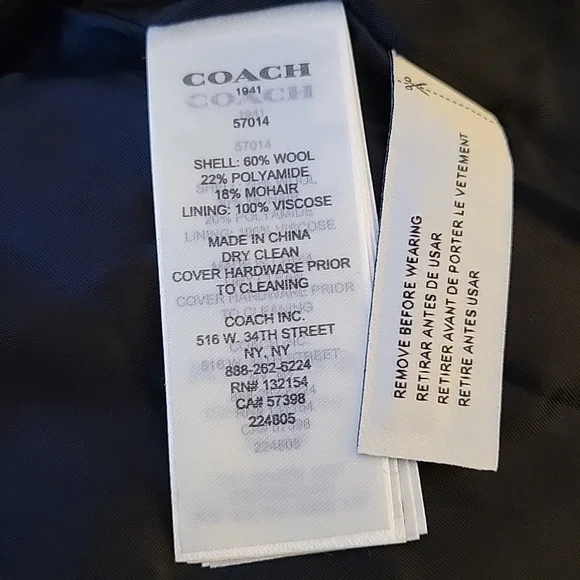 COACH
1941
57014
SHELL: 60% WOOL
22% POLYAMIDE
18% MOHAIR
LINING: 100% VISCOSE
MADE IN CHINA
DRY CLEAN
COVER HARDWARE PRIOR
TO CLEANING
COACH INC.
516 W. 34TH STREET
NY, NY
888-262-6224
RN# 132154
CA# 57398
224805
REMOVE BEFORE WEARING
RETIRAR ANTES DE USAR
RETIRER AVANT DE PORTER LE VETEMENT
RETIRE ANTES USAR